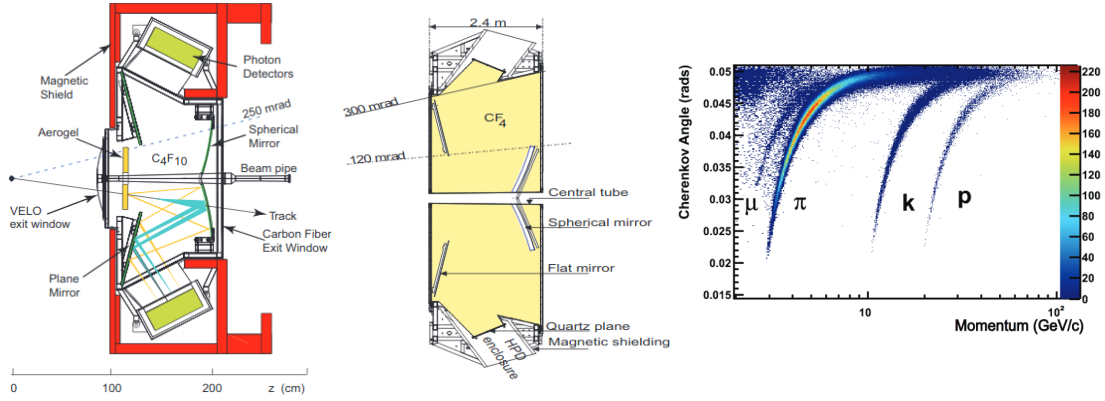 Magnetic
Shield
Photon
Detectors
250 mrad
Aerogel
Spherical
Mirror
C4F10
Beam pipe
VELO
exit window
Track
Carbon Fiber
Exit Window
Plane
Mirror
0
100
200
z (cm)
2.4 m
300 mrad
CF4
120 mrad
Central tube
Spherical mirror
Flat mirror
Quartz plane
Magnetic shielding
HPD
enclosure
Cherenkov Angle (rads)
0.05
0.045
0.04
0.035
0.03
0.025
0.02
0.015
μ
π
k
p
10
10²
Momentum (GeV/c)
220
200
180
160
140
120
100
80
60
40
20
0